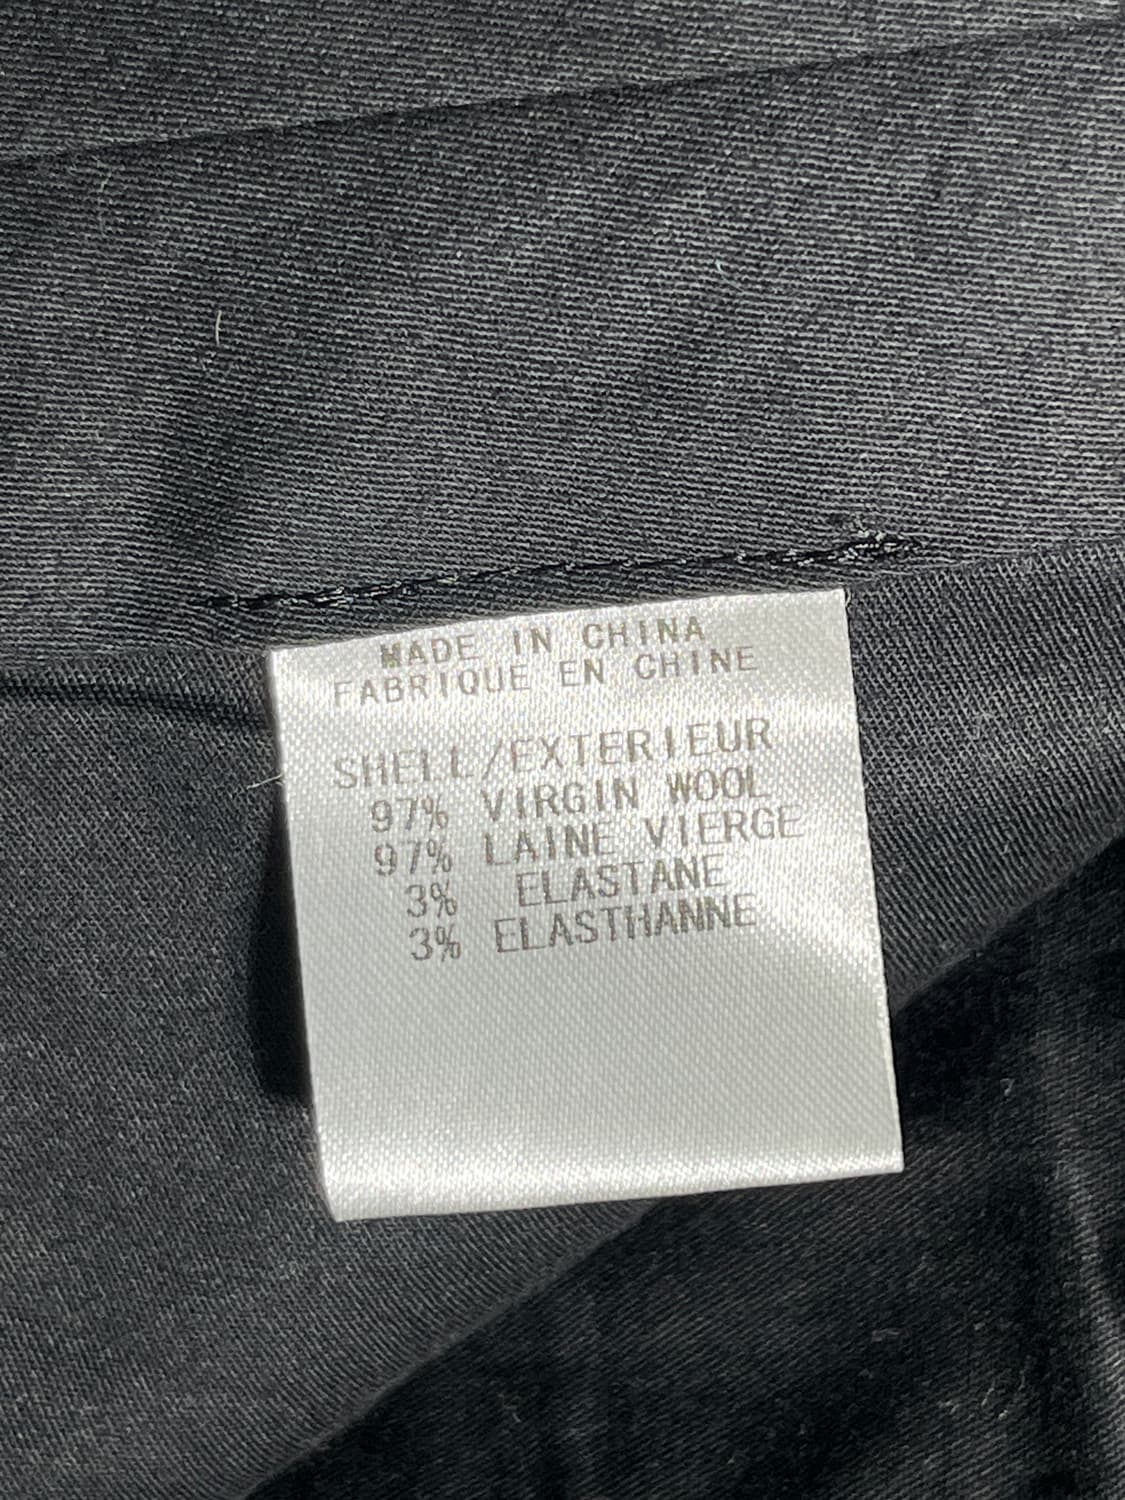 MADE IN CHINA
FABRIQUE EN CHINE
SHELL/EXTERIEUR
97% VIRGIN WOOL
97% LAINE VIERGE
3% ELASTANE
3% ELASTHANNE